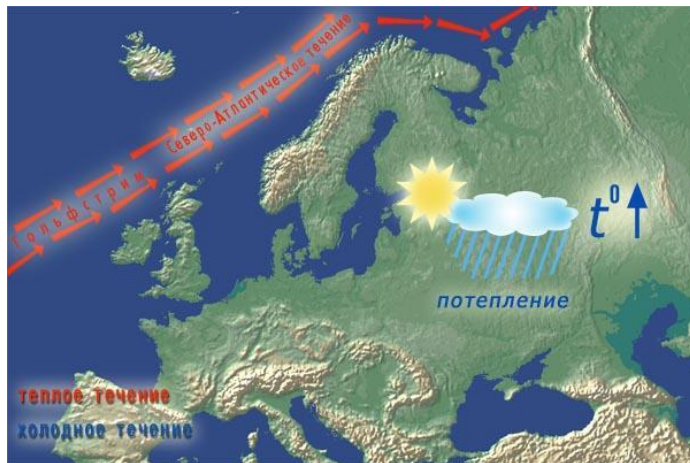 Северо-Атлантическое течение
Гольфстрим
t⁰
потепление
теплое течение
холодное течение